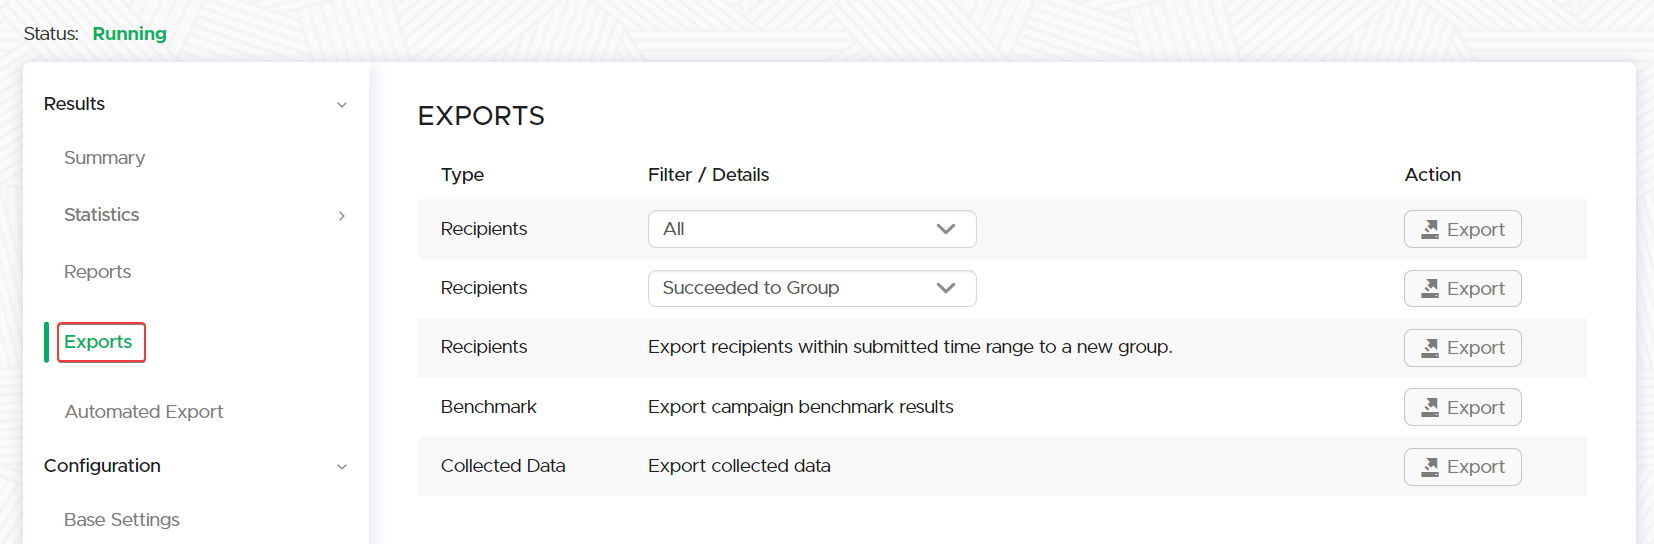 Status: Running
Results
Summary
Statistics
Reports
Exports
Automated Export
Configuration
Base Settings
EXPORTS
Type Filter / Details Action
Recipients All Export
Recipients Succeeded to Group Export
Recipients Export recipients within submitted time range to a new group. Export
Benchmark Export campaign benchmark results Export
Collected Data Export collected data Export